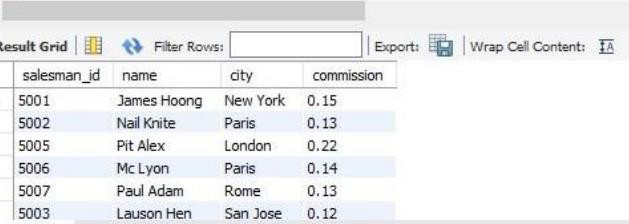 Result Grid Filter Rows: Export: Wrap Cell Content: IA
salesman_id name city commission
5001 James Hoong New York 0.15
5002 Nail Knite Paris 0.13
5005 Pit Alex London 0.22
5006 Mc Lyon Paris 0.14
5007 Paul Adam Rome 0.13
5003 Lauson Hen San Jose 0.12